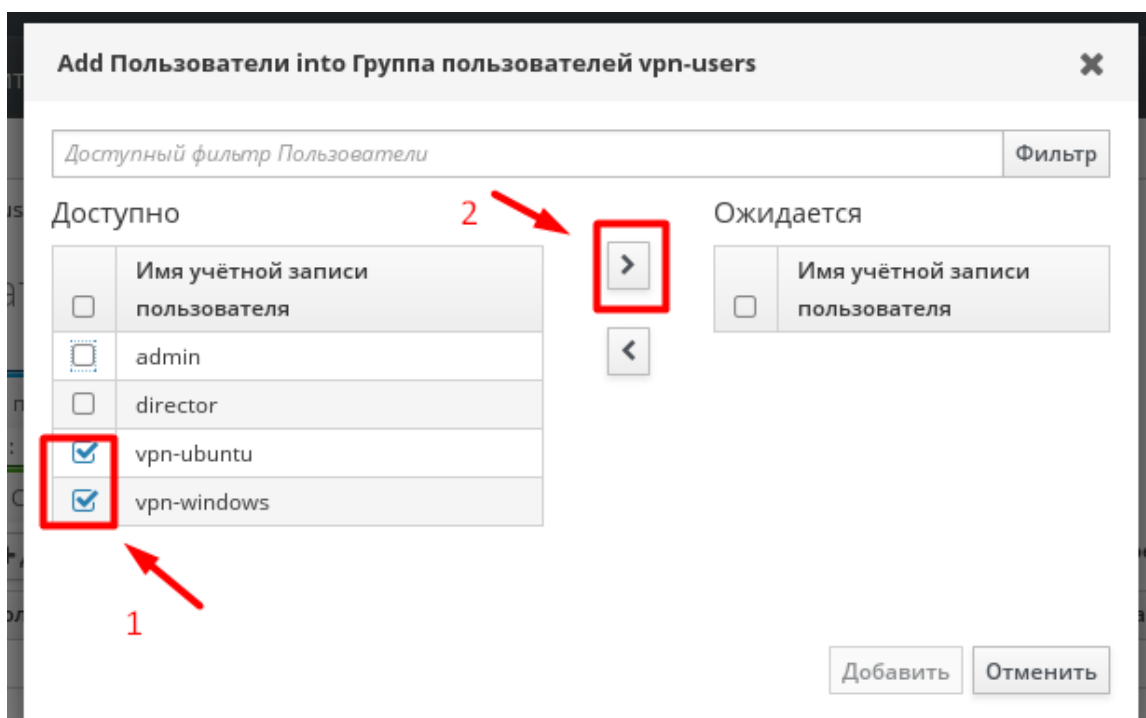 Add Пользователи into Группа пользователей vpn-users
Доступный фильтр Пользователи
Фильтр
Доступно
2
Ожидается
Имя учётной записи
пользователя
Имя учётной записи
пользователя
admin
director
vpn-ubuntu
vpn-windows
1
Добавить
Отменить